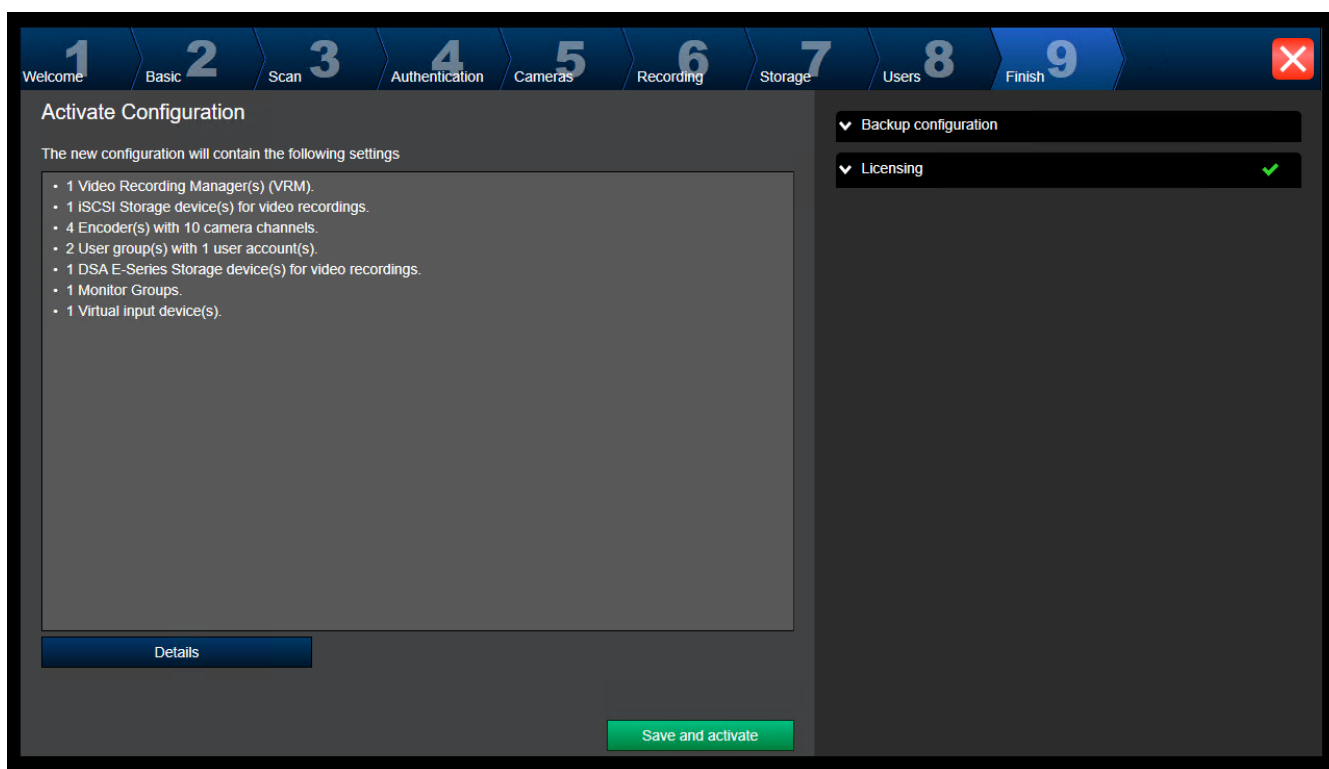 1 Welcome
2 Basic
3 Scan
4 Authentication
5 Cameras
6 Recording
7 Storage
8 Users
9 Finish
Activate Configuration
The new configuration will contain the following settings
• 1 Video Recording Manager(s) (VRM).
• 1 iSCSI Storage device(s) for video recordings.
• 4 Encoder(s) with 10 camera channels.
• 2 User group(s) with 1 user account(s).
• 1 DSA E-Series Storage device(s) for video recordings.
• 1 Monitor Groups.
• 1 Virtual input device(s).
Details
Save and activate
Backup configuration
Licensing